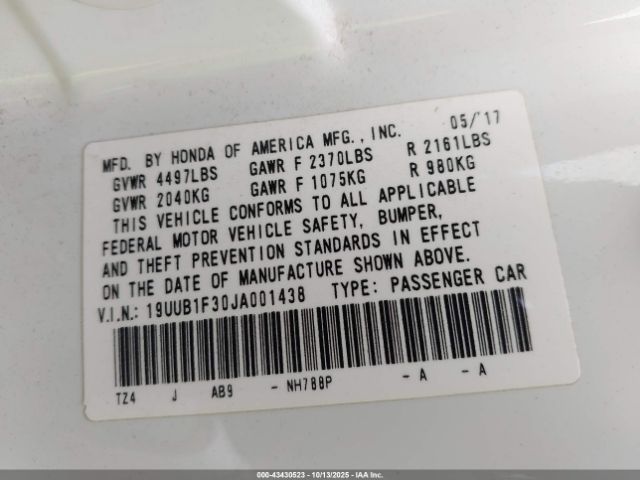 MFD. BY HONDA OF AMERICA MFG., INC. 05/'17
GVWR 4497LBS GAWR F 2370LBS R 2161LBS
GVWR 2040KG GAWR F 1075KG R 980KG
THIS VEHICLE CONFORMS TO ALL APPLICABLE
FEDERAL MOTOR VEHICLE SAFETY, BUMPER,
AND THEFT PREVENTION STANDARDS IN EFFECT
ON THE DATE OF MANUFACTURE SHOWN ABOVE.
V.I.N.: 19UUB1F30JA001438 TYPE: PASSENGER CAR
TZ4 J AB9 - NH788P - A - A
000-43430523 | 10/13/2025 - IAA Inc.